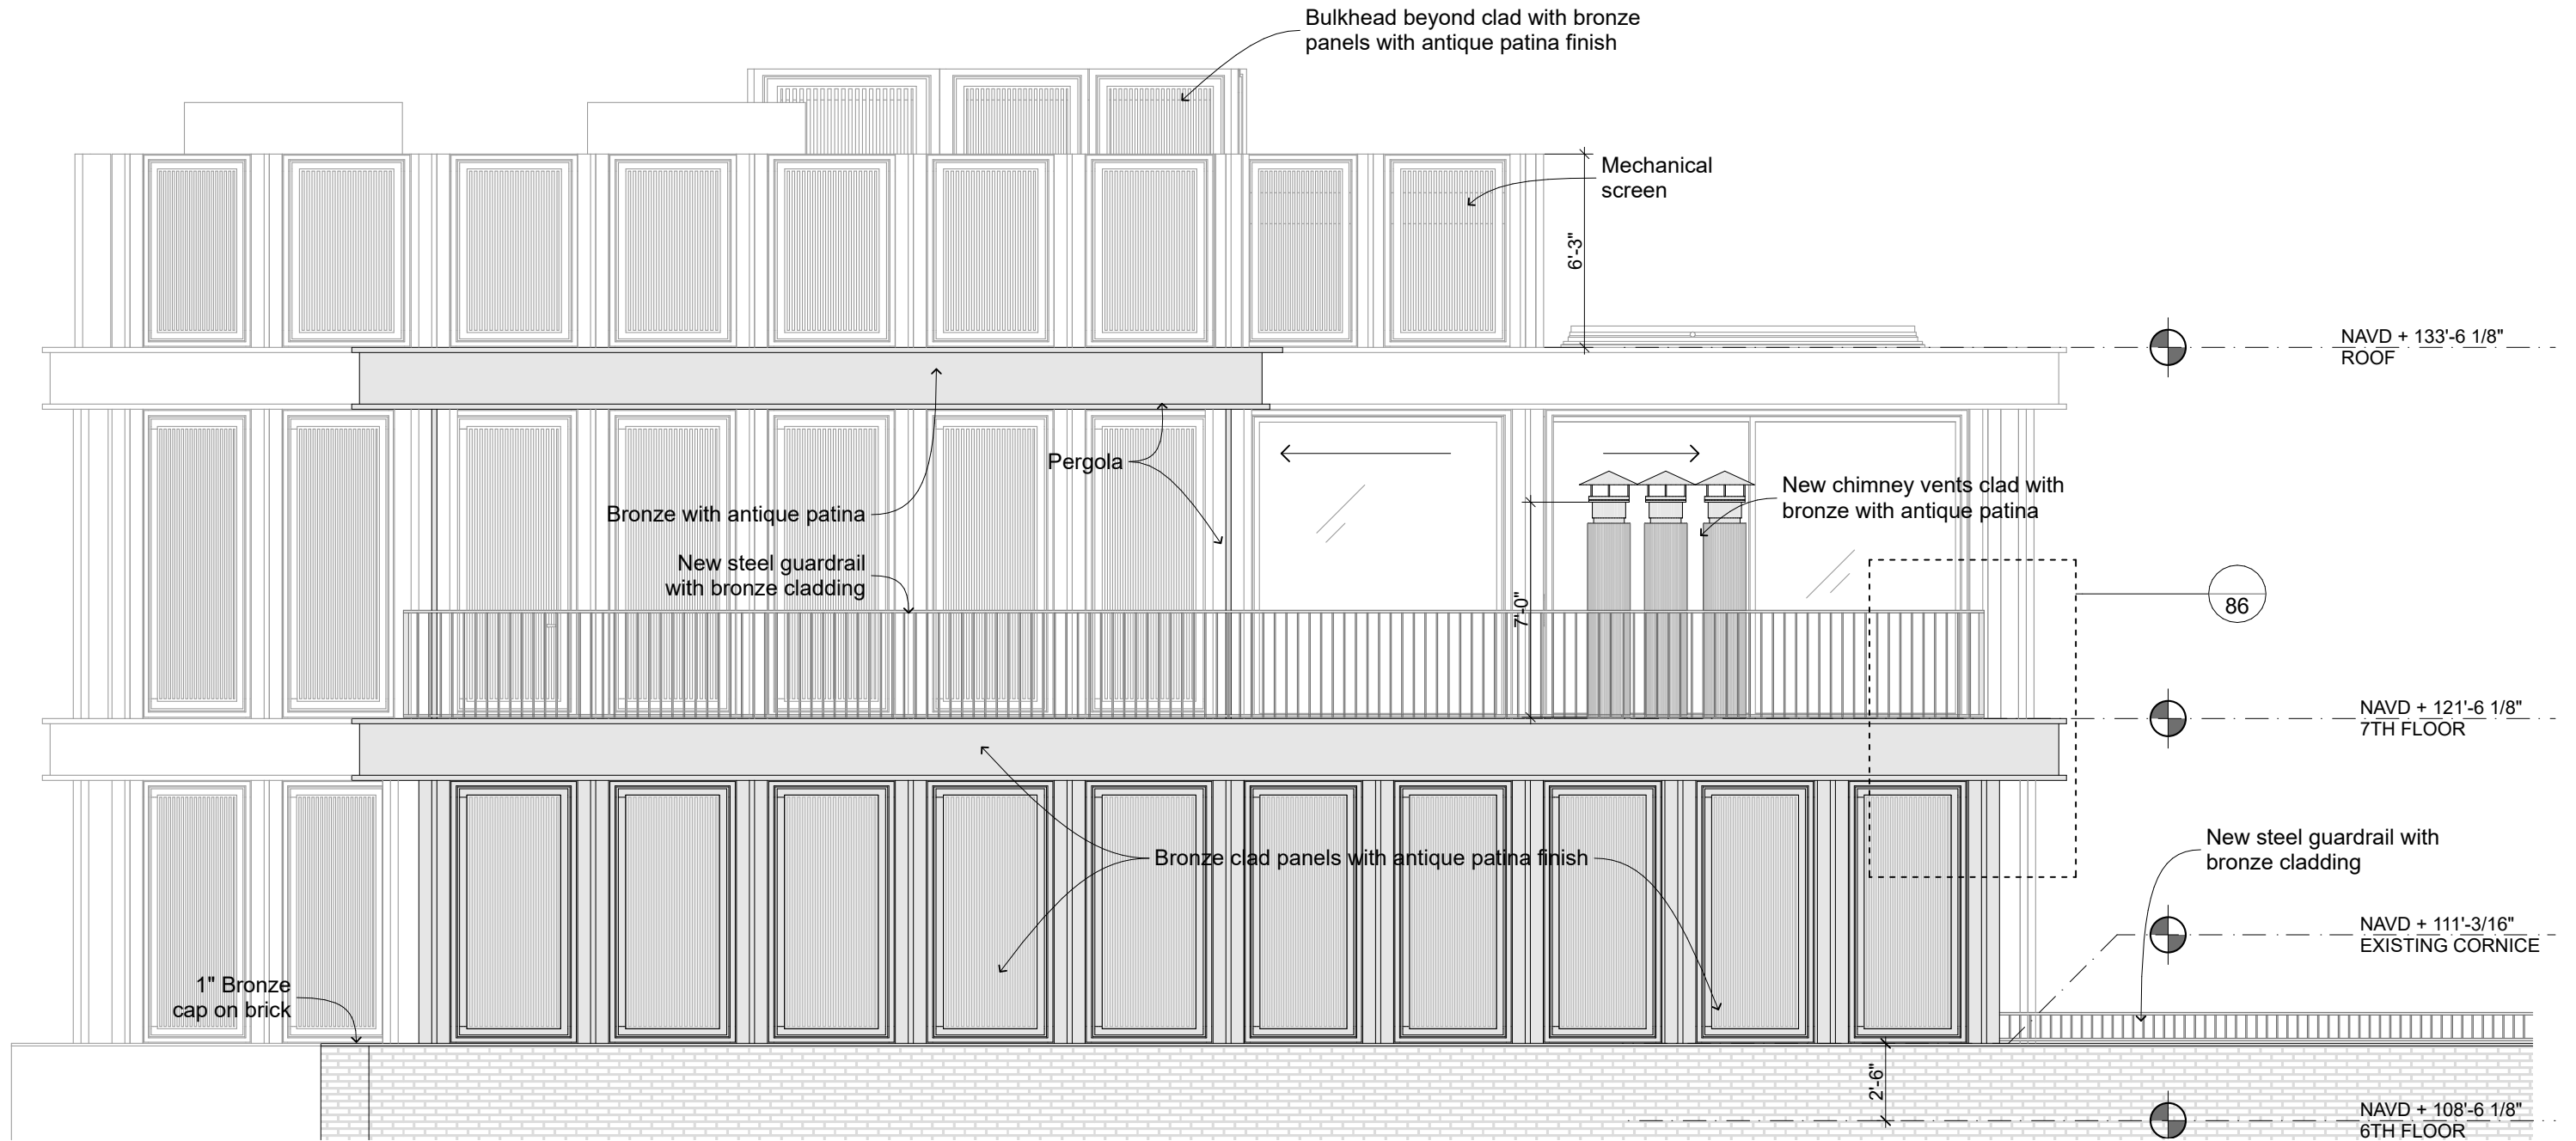 Bulkhead beyond clad with bronze
panels with antique patina finish
Mechanical
screen
6'-3"
NAVD + 133'-6 1/8"
ROOF
Pergola
New chimney vents clad with
bronze with antique patina
Bronze with antique patina
New steel guardrail
with bronze cladding
7'-0"
86
NAVD + 121'-6 1/8"
7TH FLOOR
New steel guardrail with
bronze cladding
Bronze clad panels with antique patina finish
NAVD + 111'-3/16"
EXISTING CORNICE
1" Bronze
cap on brick
2'-6"
NAVD + 108'-6 1/8"
6TH FLOOR